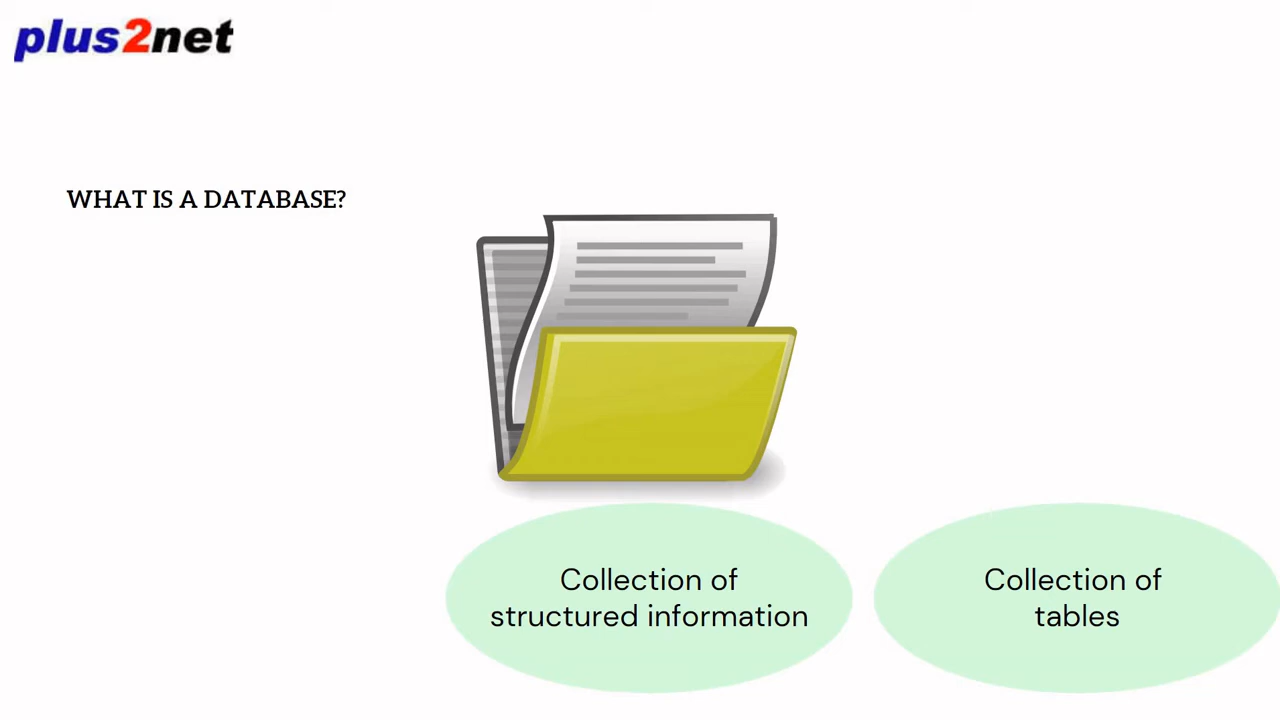 plus2net
WHAT IS A DATABASE?
Collection of
structured information
Collection of
tables